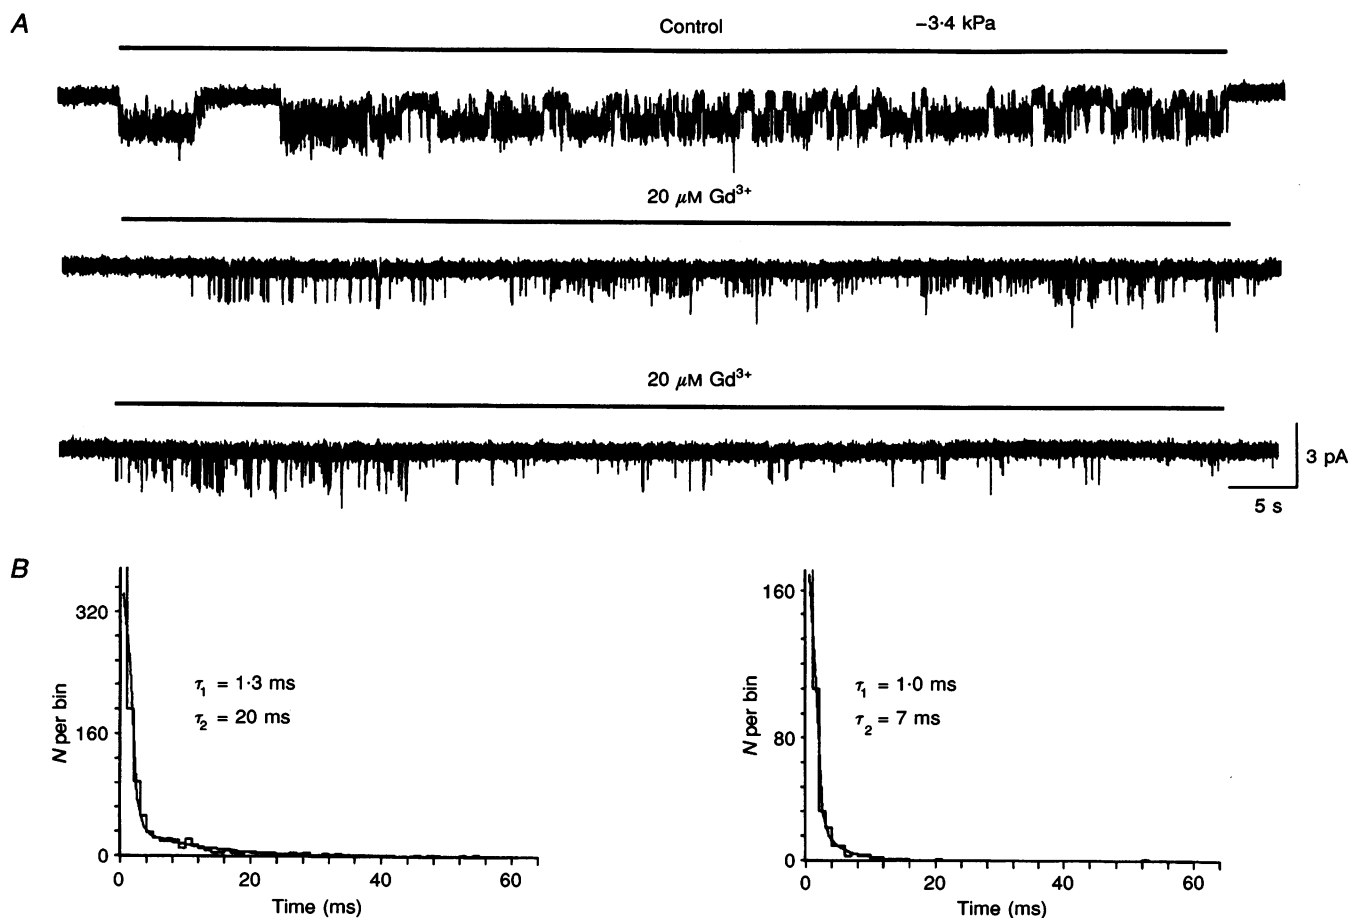 A
Control -3·4 kPa
20 μM Gd³⁺
20 μM Gd³⁺
3 pA
5 s
B
N per bin
320
160
0
τ₁ = 1·3 ms
τ₂ = 20 ms
0 20 40 60
Time (ms)
N per bin
160
80
0
τ₁ = 1·0 ms
τ₂ = 7 ms
0 20 40 60
Time (ms)